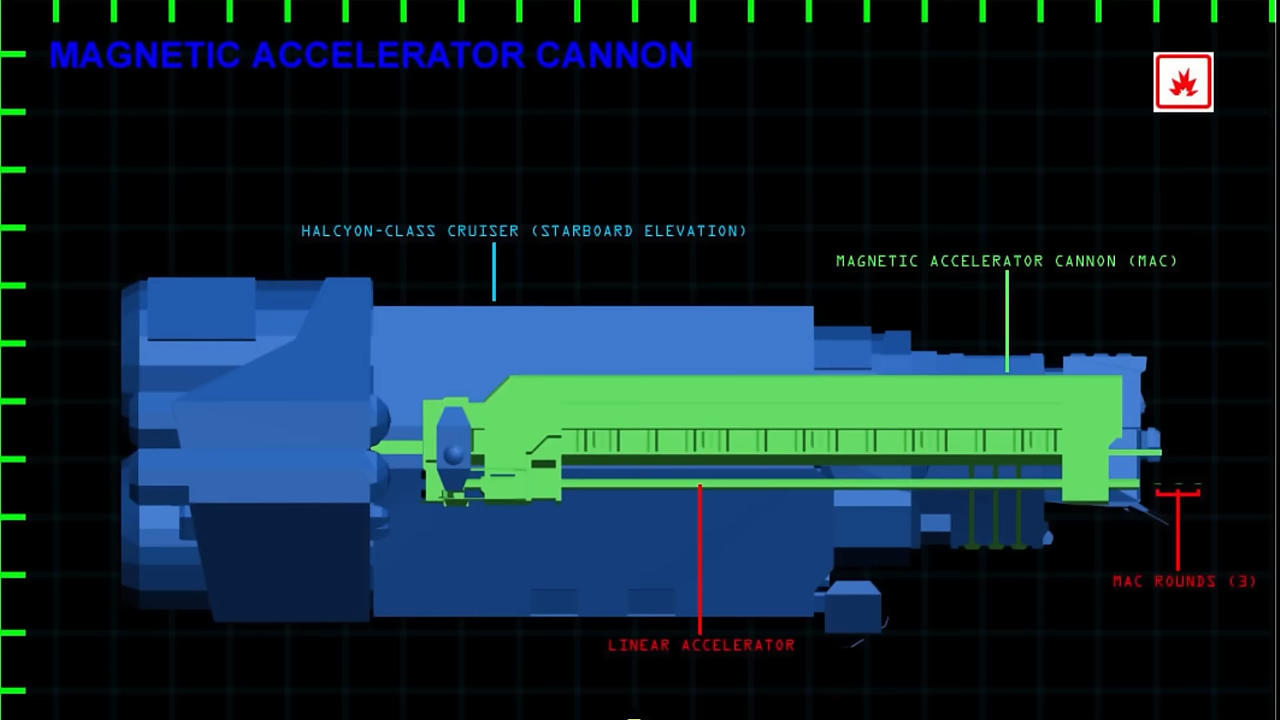 MAGNETIC ACCELERATOR CANNON
HALCYON-CLASS CRUISER (STARBOARD ELEVATION)
MAGNETIC ACCELERATOR CANNON (MAC)
MAC ROUNDS (3)
LINEAR ACCELERATOR